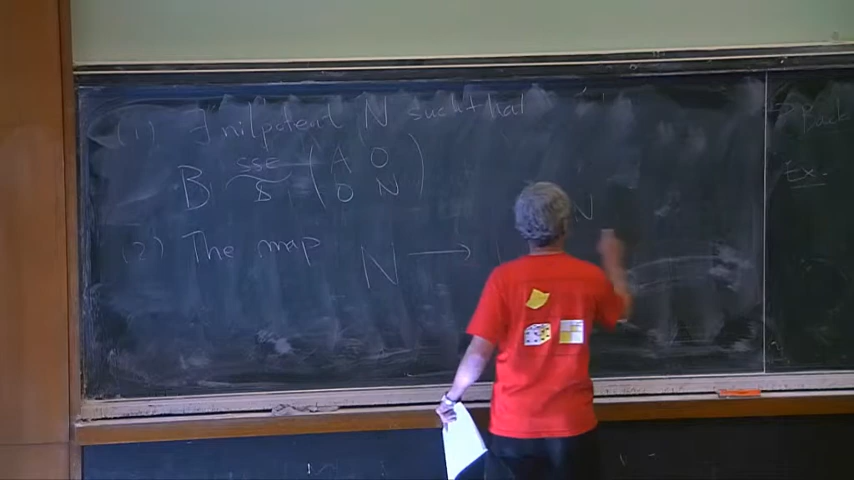 (1) ∃ nilpotent N such that
B ~SSE S (A 0
0 N)
(2) The map N → N
Ex.